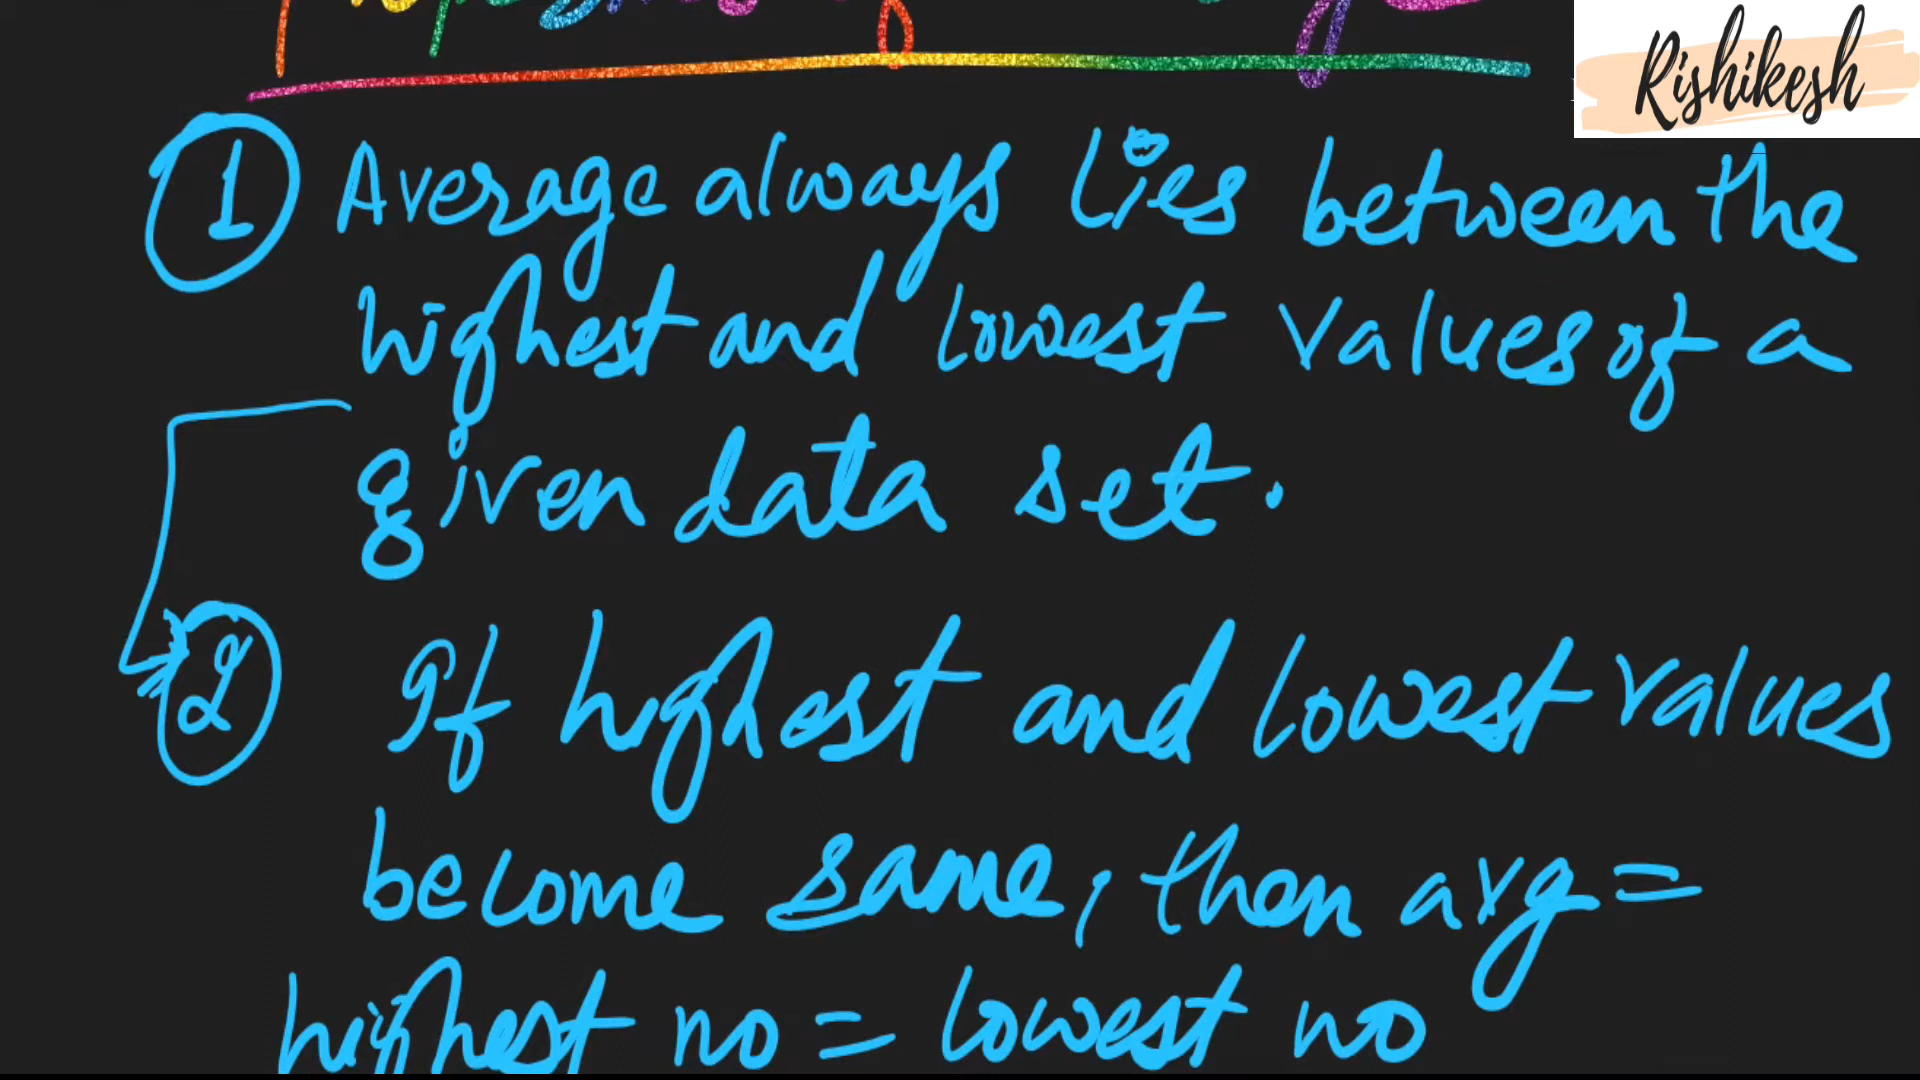 Rishikesh
1 Average always lies between the
highest and lowest values of a
given data set.
2 If highest and lowest values
become same, then avg =
highest no = lowest no